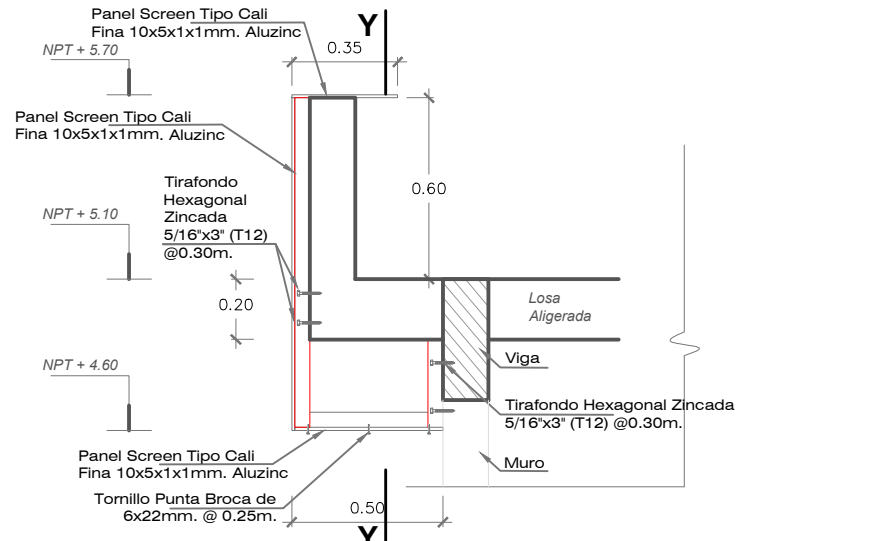 Panel Screen Tipo Cali
Fina 10x5x1x1mm. Aluzinc
Y
0.35
NPT + 5.70
Panel Screen Tipo Cali
Fina 10x5x1x1mm. Aluzinc
0.60
Tirafondo
Hexagonal
Zincada
5/16"x3" (T12)
@0.30m.
NPT + 5.10
0.20
Losa
Aligerada
NPT + 4.60
Viga
Tirafondo Hexagonal Zincada
5/16"x3" (T12) @0.30m.
Panel Screen Tipo Cali
Fina 10x5x1x1mm. Aluzinc
Muro
Tornillo Punta Broca de
6x22mm. @ 0.25m.
0.50
Y